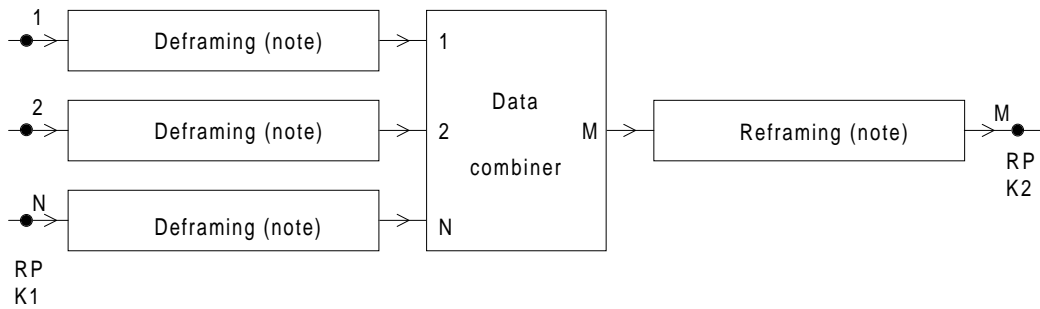 1
Deframing (note)
1
2
Deframing (note)
2
Data
combiner
M
Reframing (note)
M
RP
K2
N
Deframing (note)
N
RP
K1